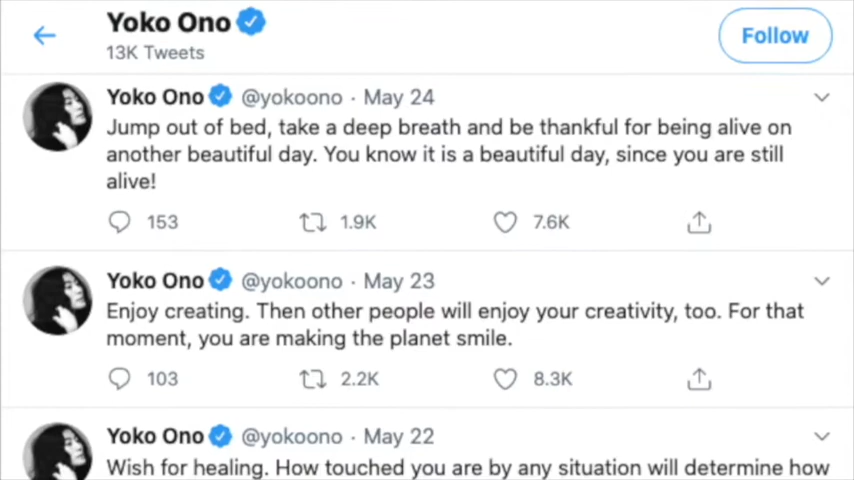 Yoko Ono
13K Tweets
Follow
Yoko Ono @yokoono · May 24
Jump out of bed, take a deep breath and be thankful for being alive on
another beautiful day. You know it is a beautiful day, since you are still
alive!
153 1.9K 7.6K
Yoko Ono @yokoono · May 23
Enjoy creating. Then other people will enjoy your creativity, too. For that
moment, you are making the planet smile.
103 2.2K 8.3K
Yoko Ono @yokoono · May 22
Wish for healing. How touched you are by any situation will determine how